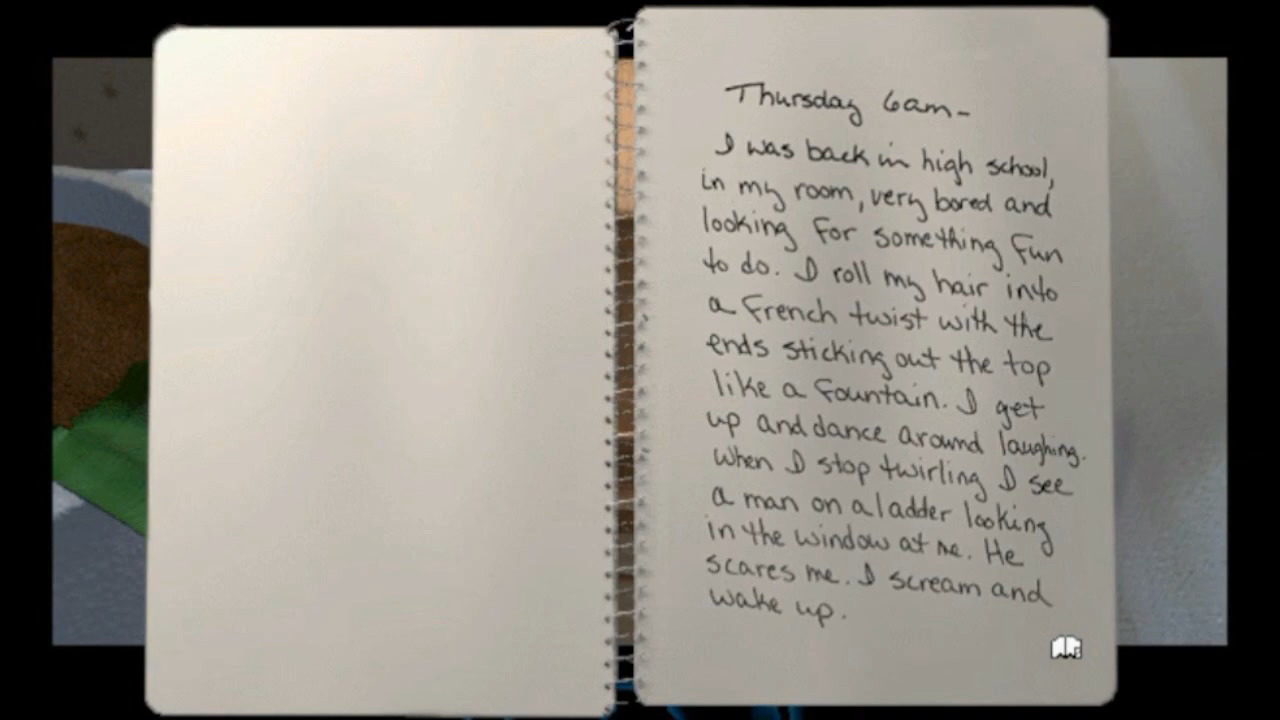 Thursday 6am-
I was back in high school,
in my room, very bored and
looking for something fun
to do. I roll my hair into
a French twist with the
ends sticking out the top
like a fountain. I get
up and dance around laughing.
When I stop twirling I see
a man on a ladder looking
in the window at me. He
scares me. I scream and
wake up.